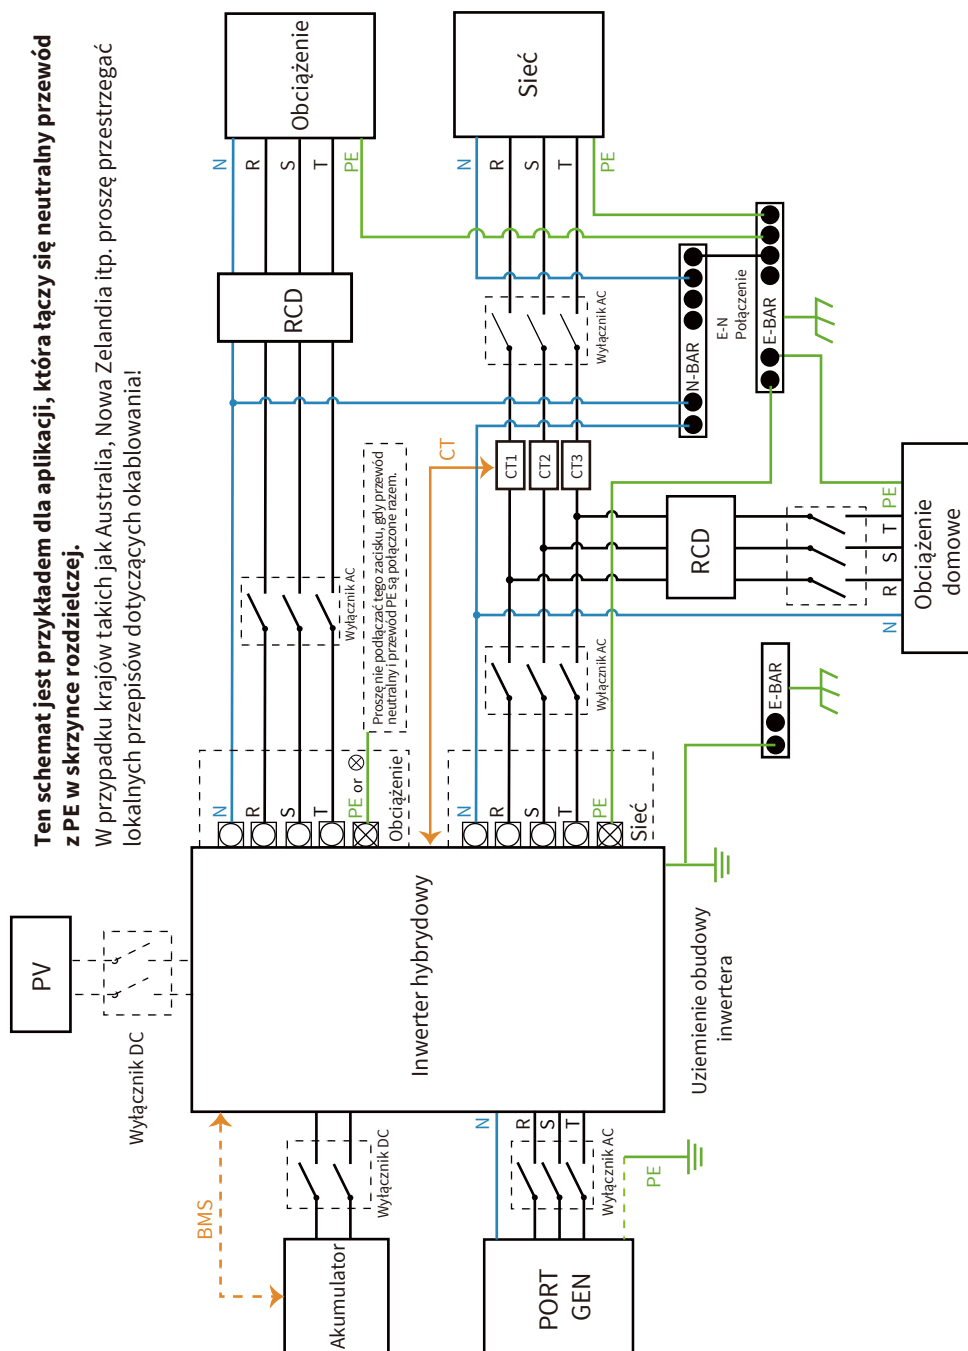 Ten schemat jest przykładem dla aplikacji, która łączy się neutralny przewód
z PE w skrzynce rozdzielczej.
W przypadku krajów takich jak Australia, Nowa Zelandia itp. proszę przestrzegać
lokalnych przepisów dotyczących okablowania!
PV
Wyłącznik DC
Obciążenie
N
R
S
T
PE
RCD
Wyłącznik AC
Proszę nie podłączać tego zacisku, gdy przewód
neutralny i przewód PE są połączone razem.
N
R
S
T
PE or
Obciążenie
Sieć
N
R
S
T
PE
Wyłącznik AC
CT
CT1
CT2
CT3
N-BAR
E-N
Połączenie
E-BAR
Wyłącznik AC
N
R
S
T
PE
Sieć
RCD
N
R
S
T
PE
Obciążenie
domowe
E-BAR
Inwerter hybrydowy
Uziemienie obudowy
inwertera
BMS
Wyłącznik DC
Akumulator
N
R
S
T
Wyłącznik AC
PE
PORT
GEN